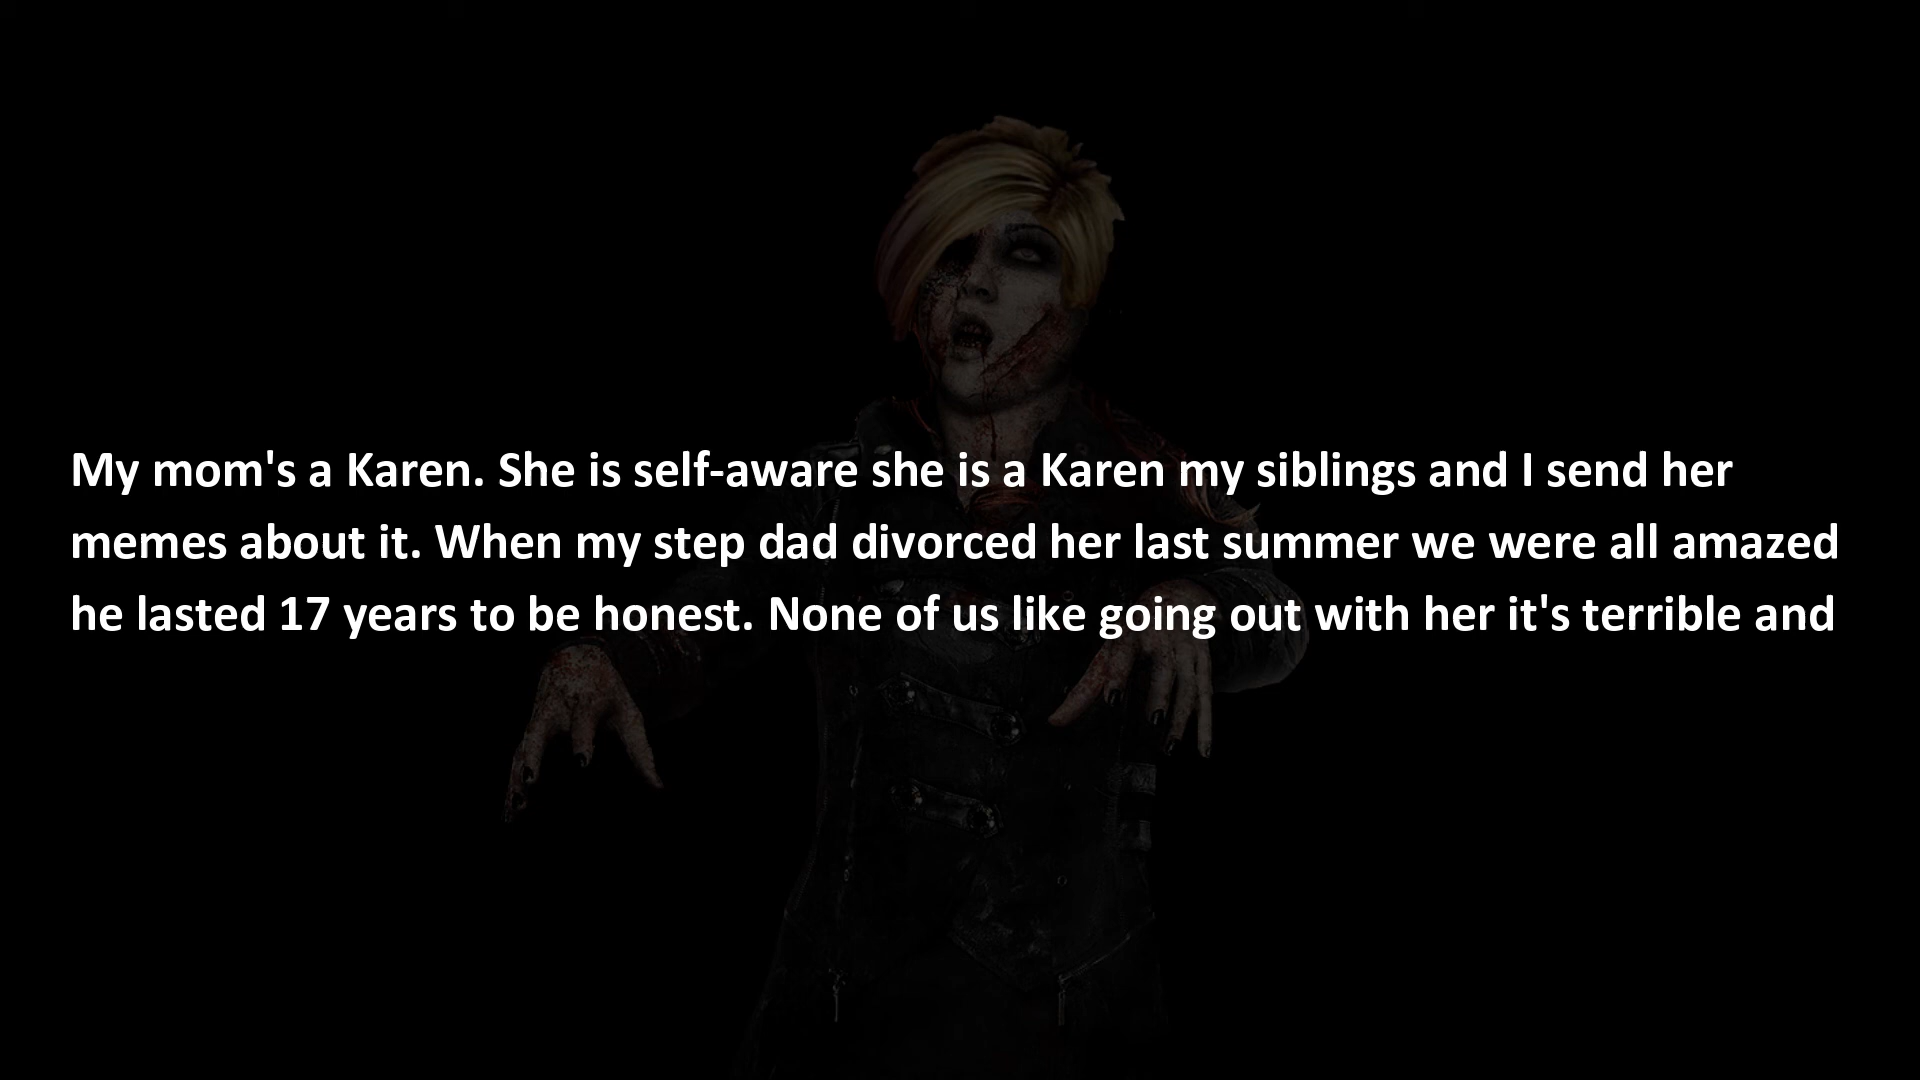 My mom's a Karen. She is self-aware she is a Karen my siblings and I send her
memes about it. When my step dad divorced her last summer we were all amazed
he lasted 17 years to be honest. None of us like going out with her it's terrible and